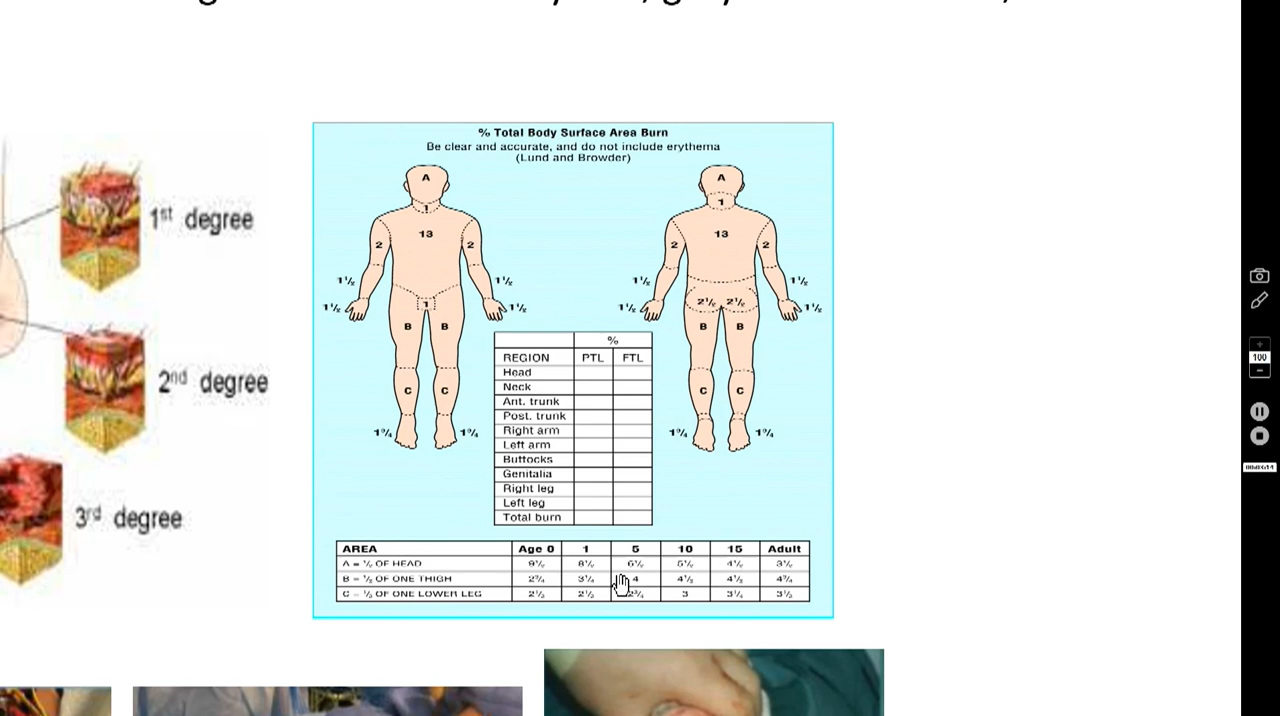 1st degree
2nd degree
3rd degree
% Total Body Surface Area Burn
Be clear and accurate, and do not include erythema
(Lund and Browder)
A
1
13
2 2
1½ 1½
1½ 1½
1
B B
C C
1¾ 1¾
A
1
13
2 2
1½ 1½
1½ 1½
2½ 2½
B B
C C
1¾ 1¾
%
REGION PTL FTL
Head
Neck
Ant. trunk
Post. trunk
Right arm
Left arm
Buttocks
Genitalia
Right leg
Left leg
Total burn
AREA Age 0 1 5 10 15 Adult
A = ½ OF HEAD 9½ 8½ 6½ 5½ 4½ 3½
B = ½ OF ONE THIGH 2¾ 3¼ 4 4½ 4½ 4¾
C = ½ OF ONE LOWER LEG 2½ 2½ 2¾ 3 3¼ 3½
100